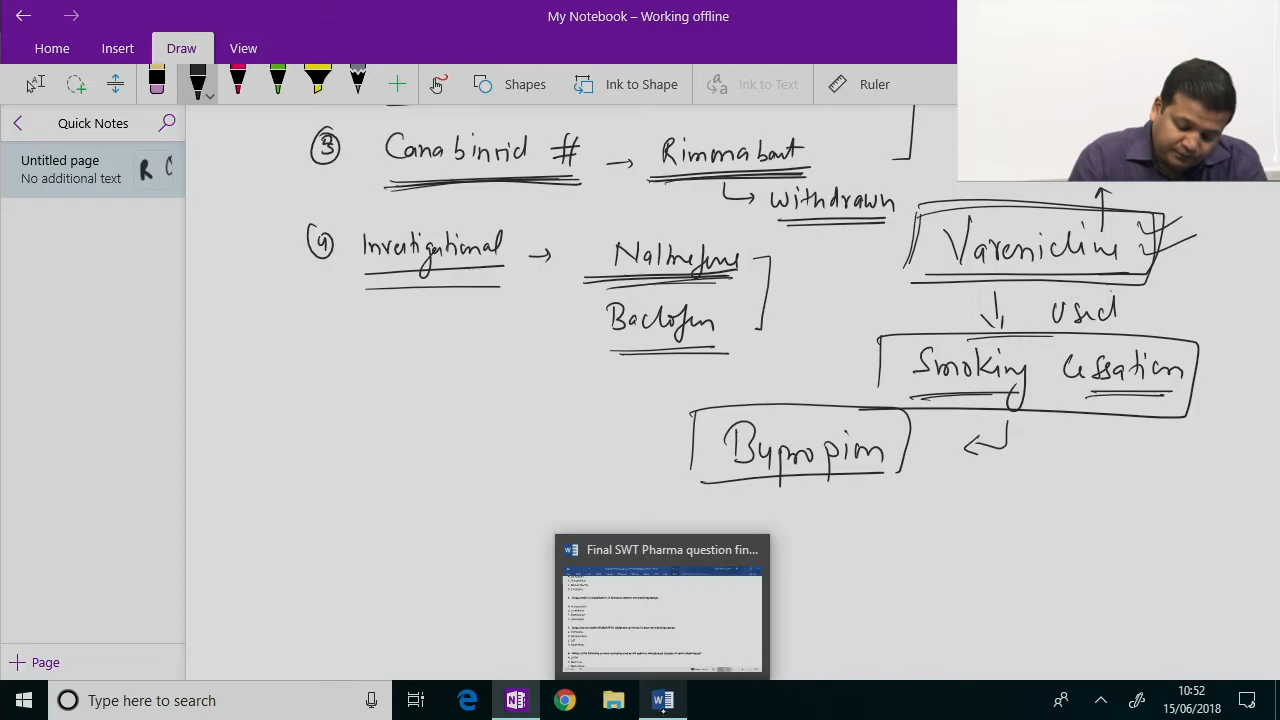 My Notebook – Working offline
Home Insert Draw View
Ink to Shape
Shapes Ink to Text Ruler
Quick Notes
Untitled page
No additional text R C
③ Canabinrid # → Rimmabant
↳ withdrawn
④ Investigational → Nalmefene
Baclofen
Varenicline
↓ Used
Smoking Cessation
Bupropion
Final SWT Pharma question fin...
Page
Type here to search
10:52
15/06/2018